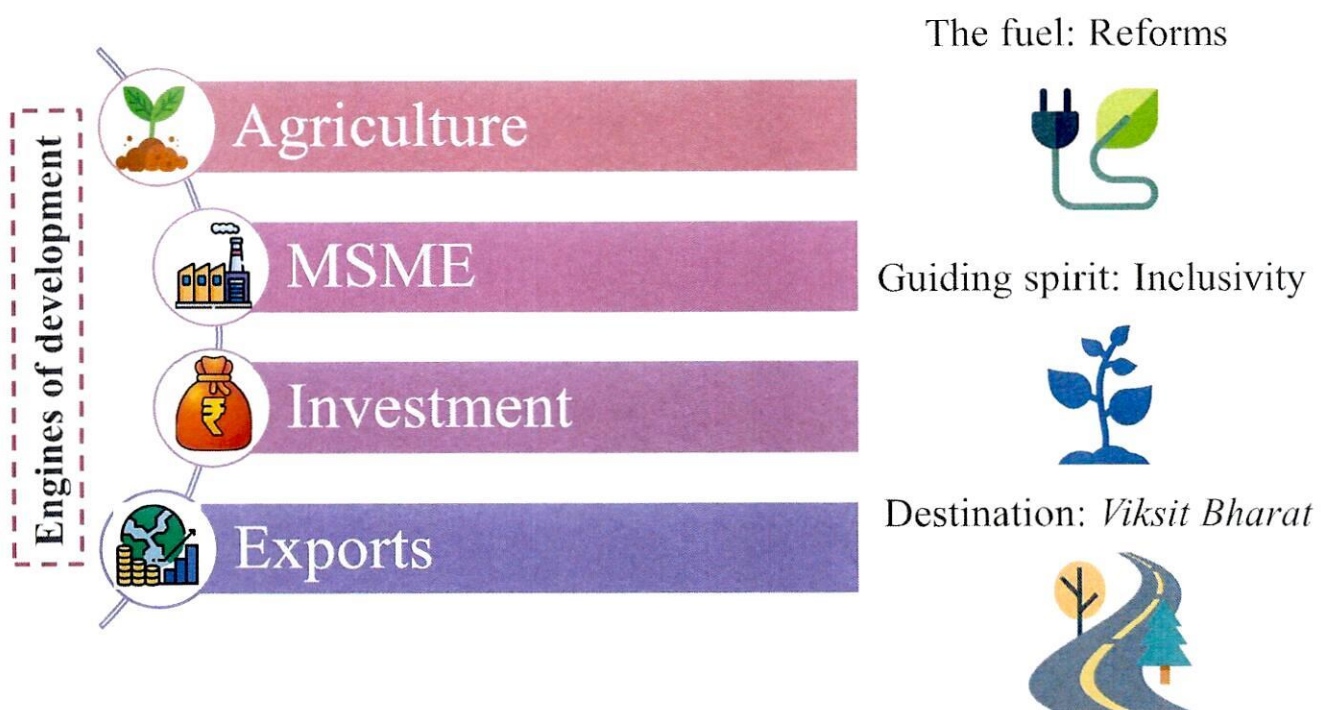 Engines of development
Agriculture
MSME
Investment
Exports
The fuel: Reforms
Guiding spirit: Inclusivity
Destination: Viksit Bharat